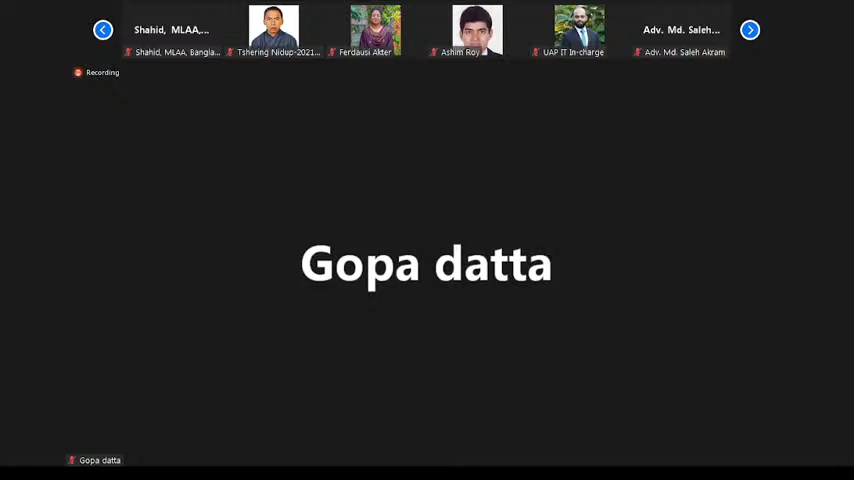 Shahid, MLAA,...
Adv. Md. Saleh...
Shahid, MLAA, Bangla...
Tshering Nidup-2021...
Ferdausi Akter
Ashim Roy
UAP IT In-charge
Adv. Md. Saleh Akram
Recording
Gopa datta
Gopa datta